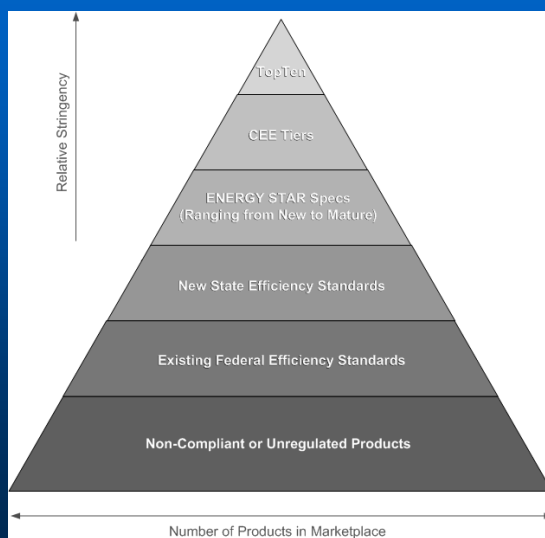 Relative Stringency
TopTen
CEE Tiers
ENERGY STAR Specs
(Ranging from New to Mature)
New State Efficiency Standards
Existing Federal Efficiency Standards
Non-Compliant or Unregulated Products
Number of Products in Marketplace